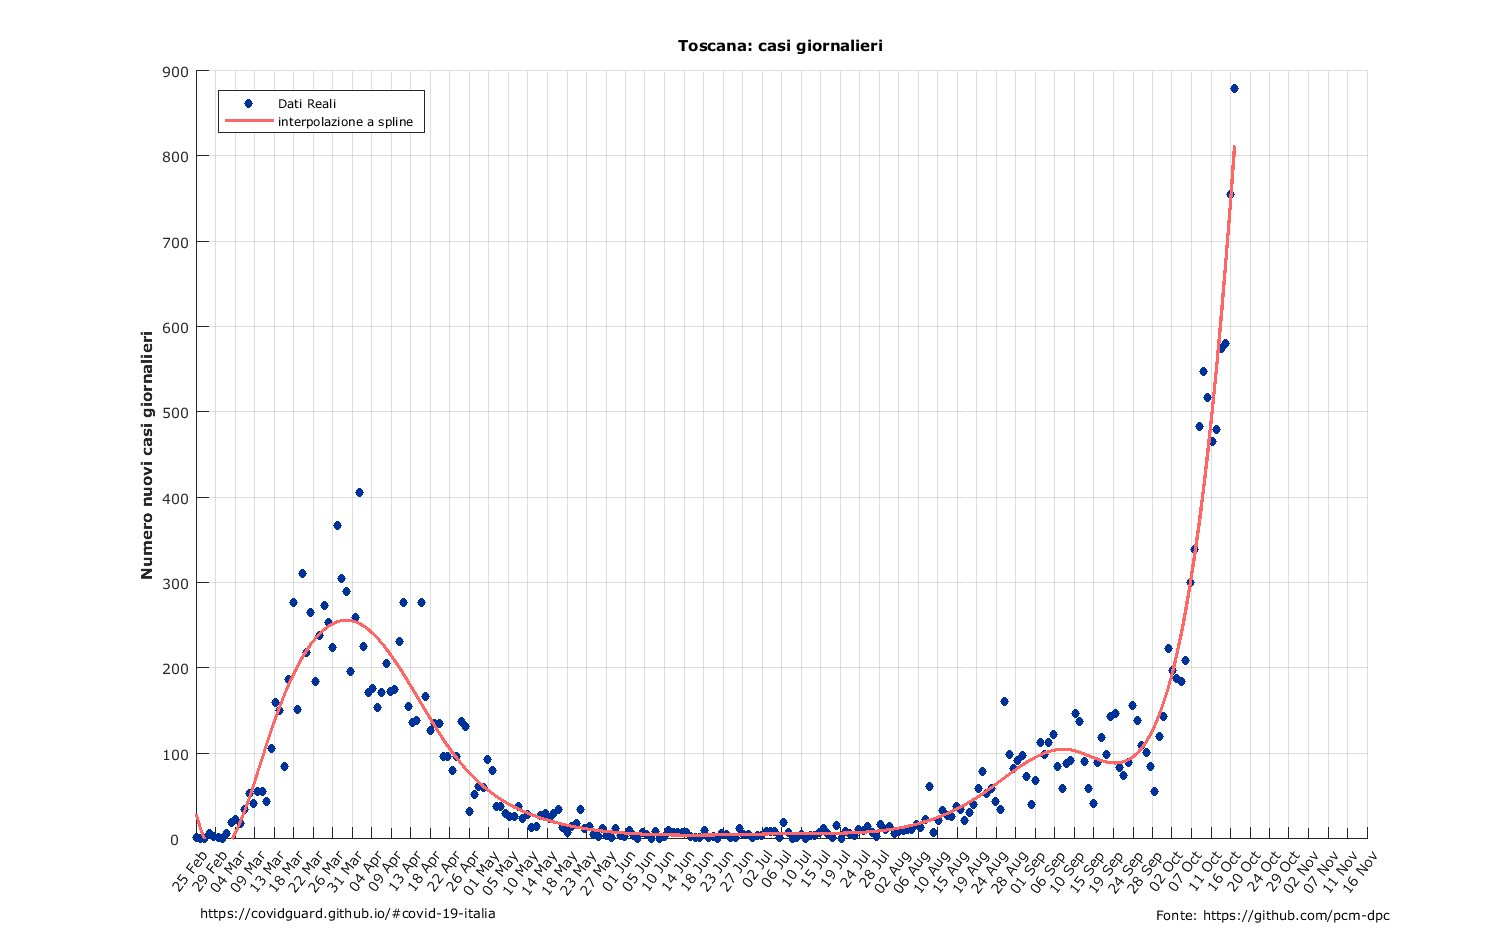 Toscana: casi giornalieri
900
800
700
600
500
400
300
200
100
0
Dati Reali
interpolazione a spline
Numero nuovi casi giornalieri
25 Feb
29 Feb
04 Mar
09 Mar
13 Mar
18 Mar
22 Mar
26 Mar
31 Mar
04 Apr
09 Apr
13 Apr
18 Apr
22 Apr
26 Apr
01 May
05 May
10 May
14 May
18 May
23 May
27 May
01 Jun
05 Jun
10 Jun
14 Jun
18 Jun
23 Jun
27 Jun
02 Jul
06 Jul
10 Jul
15 Jul
19 Jul
24 Jul
28 Jul
02 Aug
06 Aug
10 Aug
15 Aug
19 Aug
24 Aug
28 Aug
01 Sep
06 Sep
10 Sep
15 Sep
19 Sep
24 Sep
28 Sep
02 Oct
07 Oct
11 Oct
16 Oct
20 Oct
24 Oct
29 Oct
02 Nov
07 Nov
11 Nov
16 Nov
https://covidguard.github.io/#covid-19-italia
Fonte: https://github.com/pcm-dpc